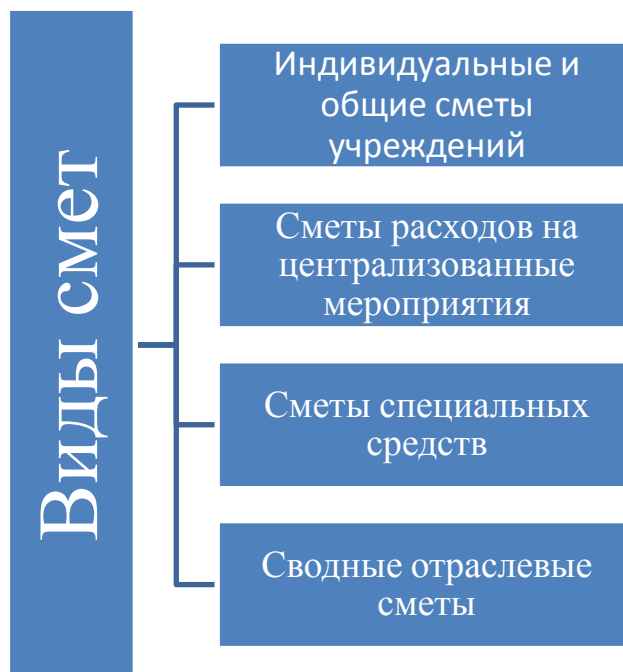 Виды смет
Индивидуальные и
общие сметы
учреждений
Сметы расходов на
централизованные
мероприятия
Сметы специальных
средств
Сводные отраслевые
сметы